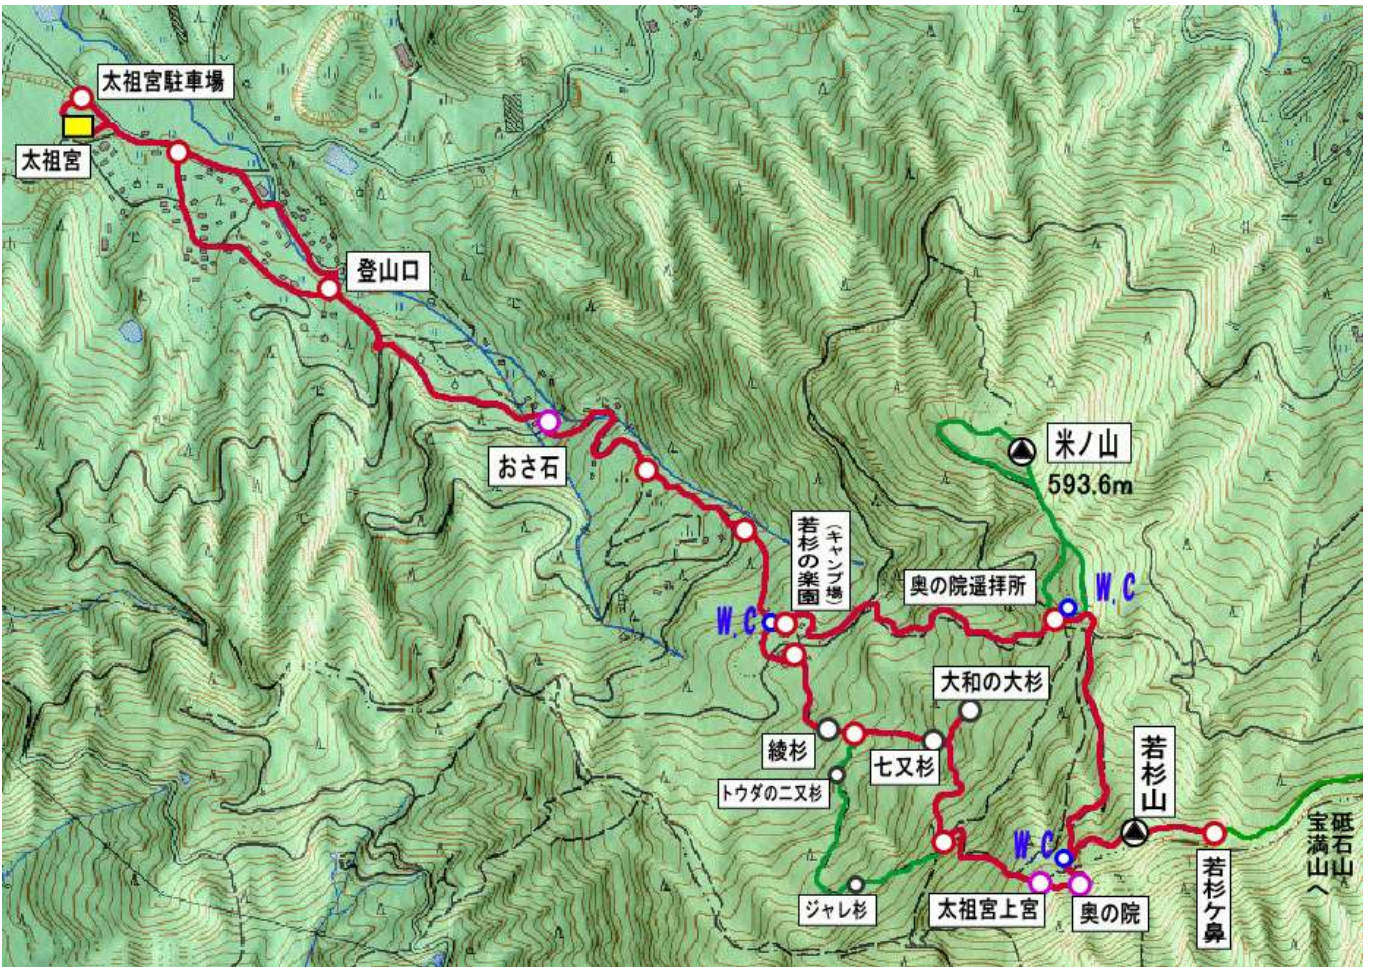 太祖宮駐車場
太祖宮
登山口
おさ石
米ノ山
593.6m
若杉の楽園
(キャンプ場)
奥の院遥拝所
W.C
W.C
大和の大杉
綾杉
七又杉
トウダの二又杉
若杉山
W C
砥石山
宝満山へ
若杉ケ鼻
ジャレ杉
太祖宮上宮
奥の院